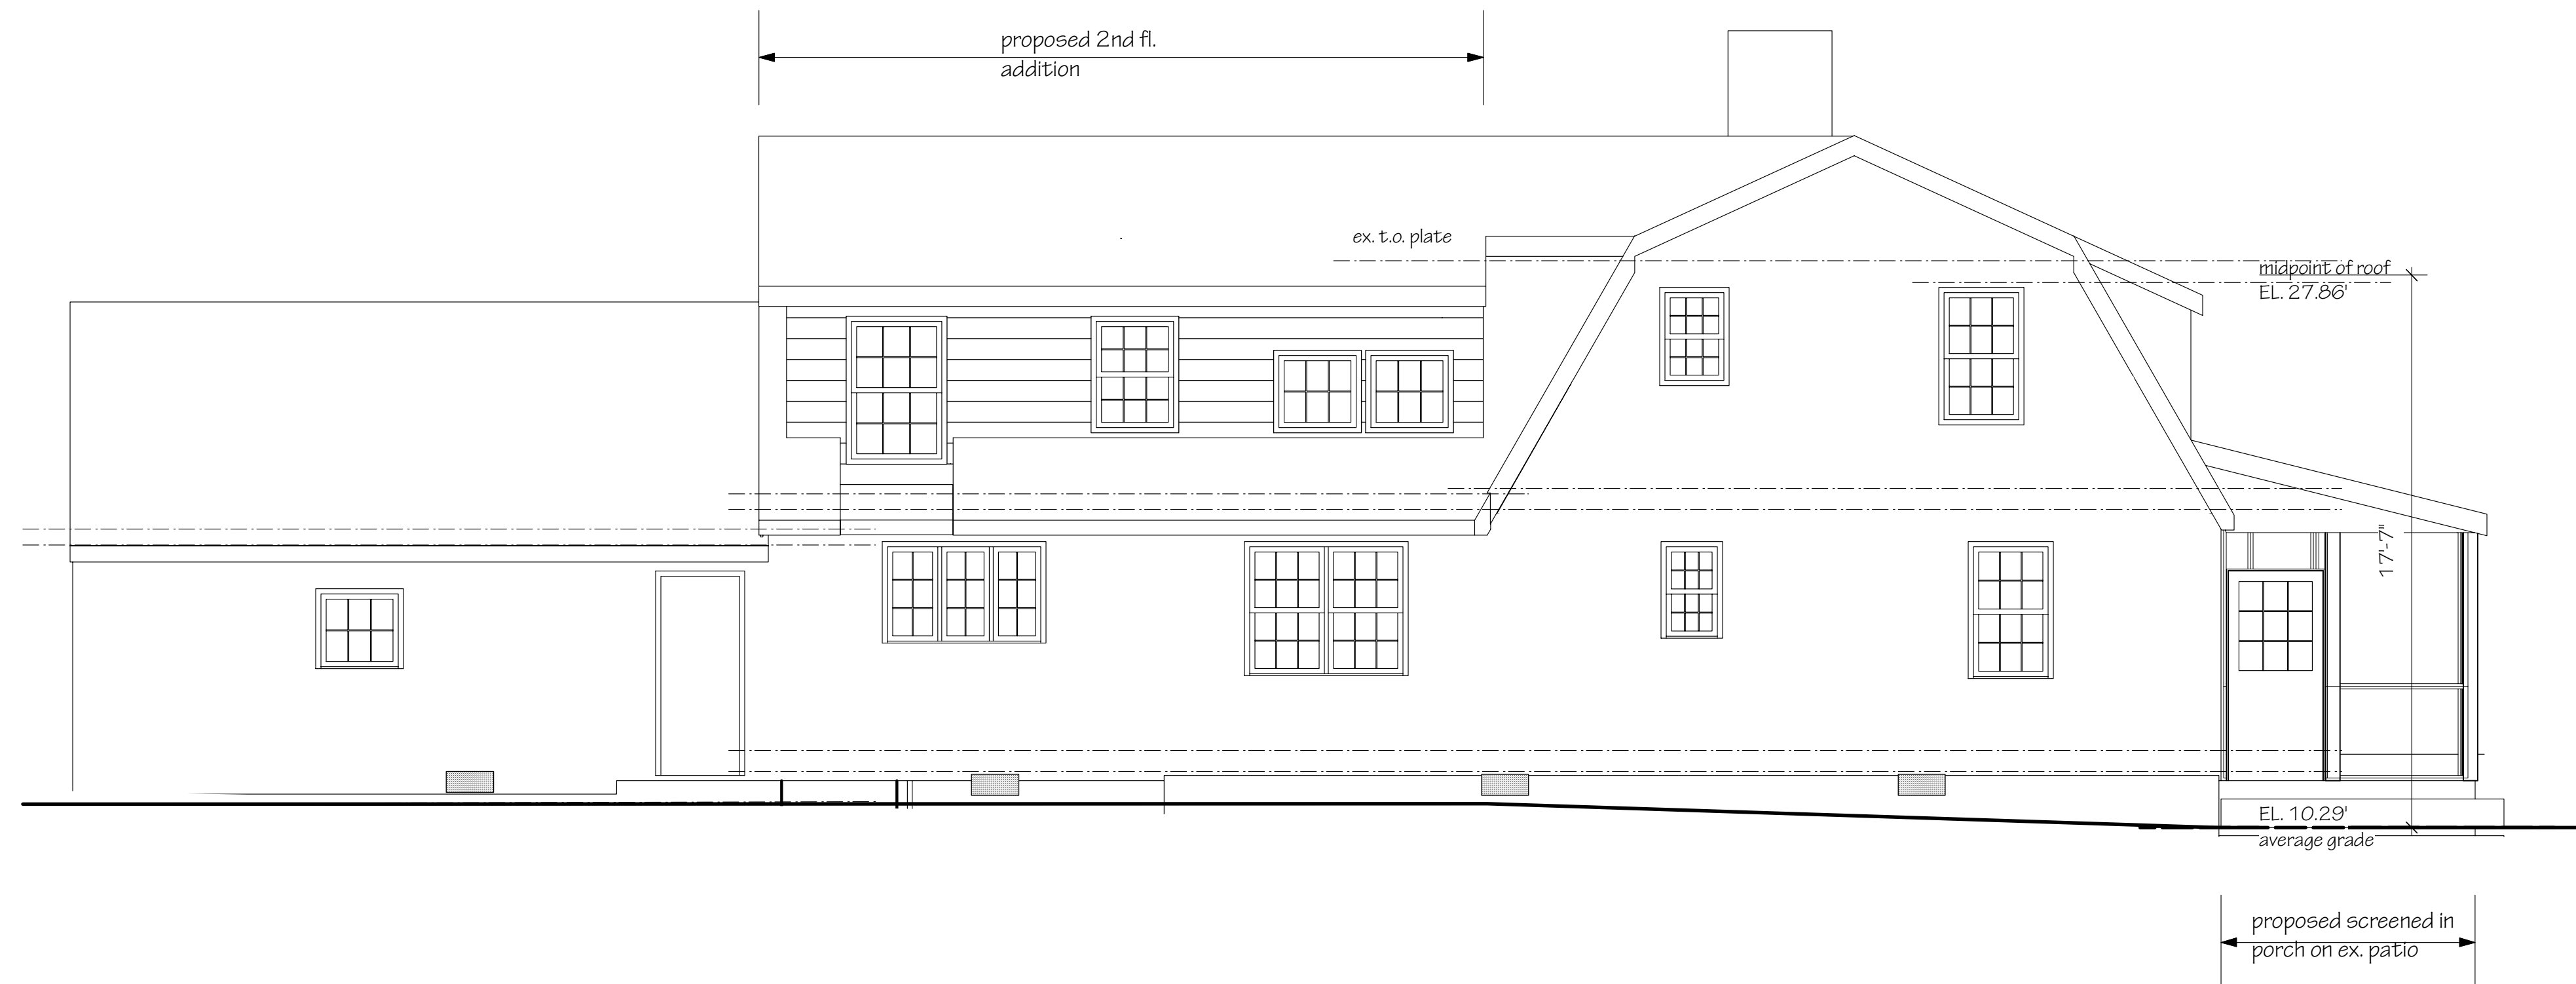 proposed 2nd fl.
addition
ex. t.o. plate
midpoint of roof
EL. 27.86'
17'-7"
EL. 10.29'
average grade
proposed screened in
porch on ex. patio